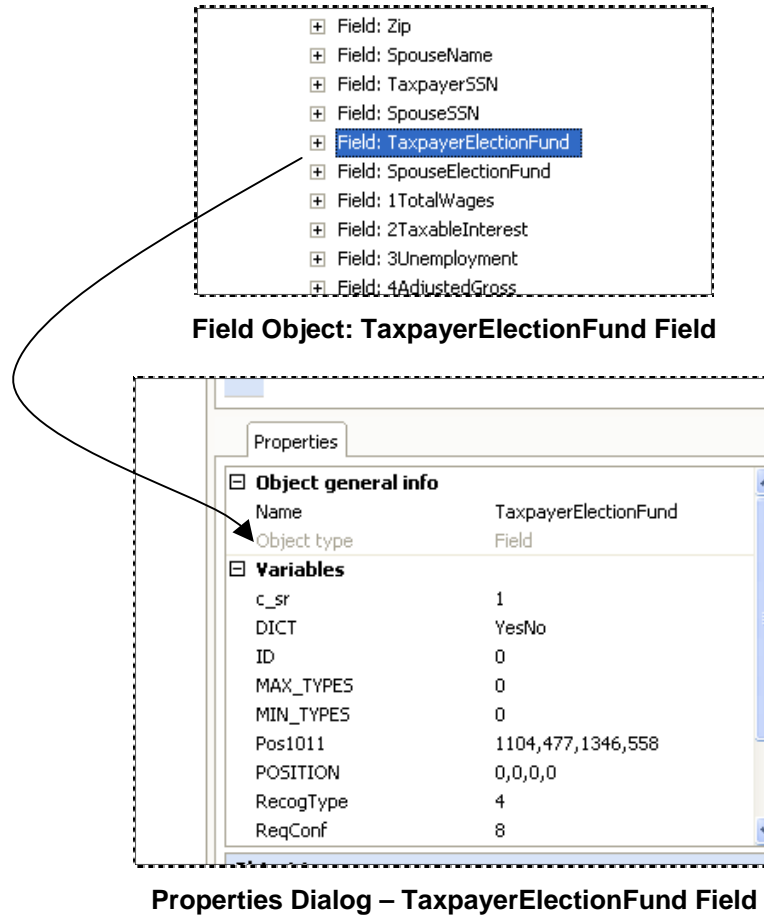 Field: Zip
Field: SpouseName
Field: TaxpayerSSN
Field: SpouseSSN
Field: TaxpayerElectionFund
Field: SpouseElectionFund
Field: 1TotalWages
Field: 2TaxableInterest
Field: 3Unemployment
Field: 4AdjustedGross
Field Object: TaxpayerElectionFund Field
Properties
Object general info
Name TaxpayerElectionFund
Object type Field
Variables
c_sr 1
DICT YesNo
ID 0
MAX_TYPES 0
MIN_TYPES 0
Pos1011 1104,477,1346,558
POSITION 0,0,0,0
RecogType 4
ReqConf 8
Properties Dialog – TaxpayerElectionFund Field